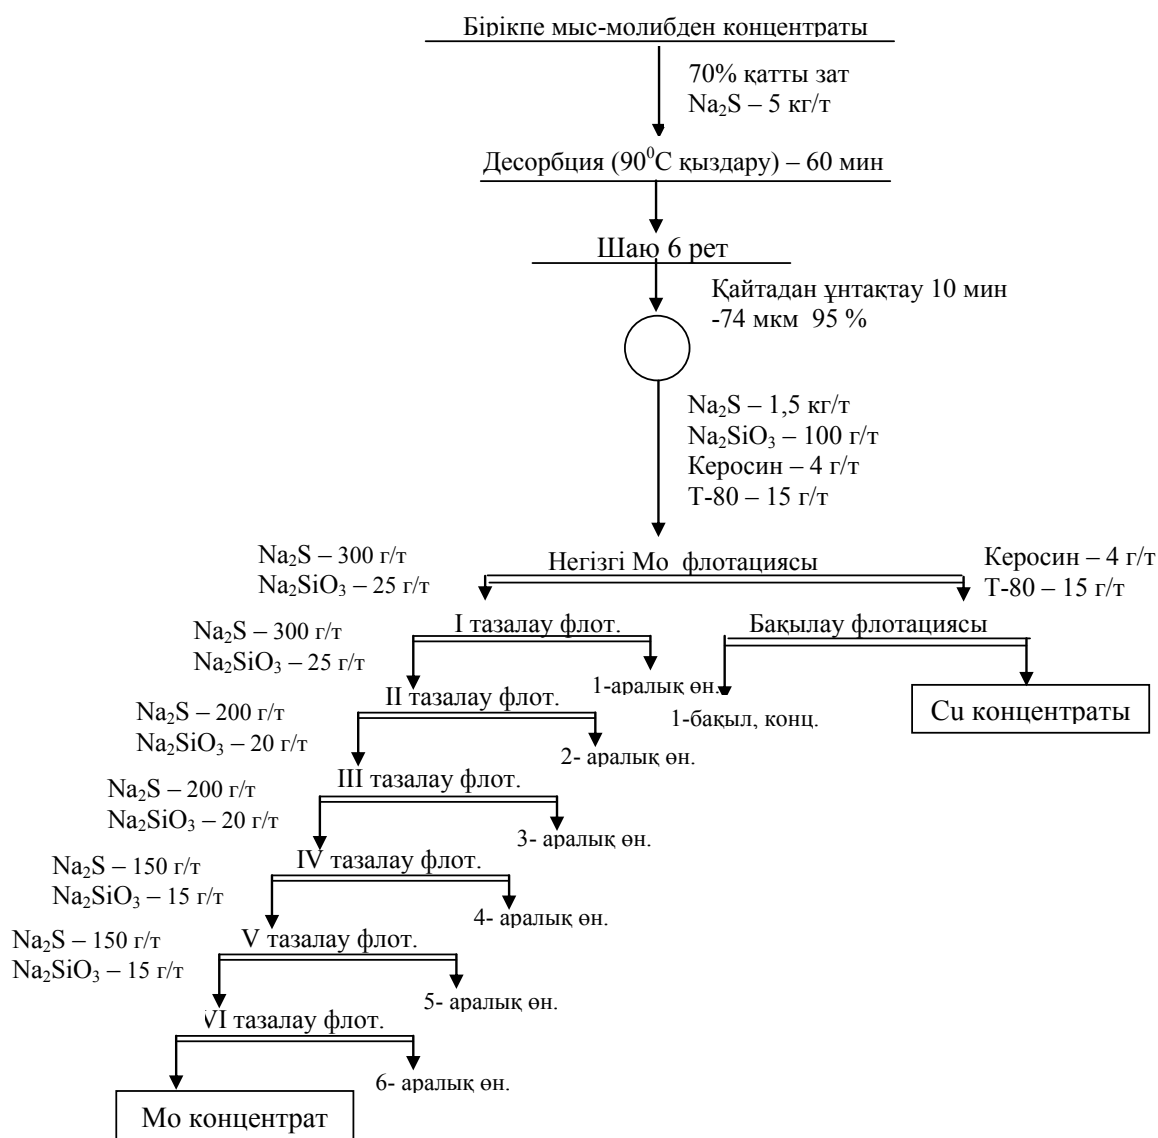 Бірікпе мыс-молибден концентраты
70% қатты зат
Na₂S – 5 кг/т
Десорбция (90⁰С қыздару) – 60 мин
Шаю 6 рет
Қайтадан ұнтақтау 10 мин
-74 мкм 95 %
Na₂S – 1,5 кг/т
Na₂SiO₃ – 100 г/т
Керосин – 4 г/т
Т-80 – 15 г/т
Na₂S – 300 г/т
Na₂SiO₃ – 25 г/т
Негізгі Мо флотациясы
Керосин – 4 г/т
Т-80 – 15 г/т
Na₂S – 300 г/т
Na₂SiO₃ – 25 г/т
I тазалау флот.
Бақылау флотациясы
1-аралық өн.
1-бақыл, конц.
Cu концентраты
Na₂S – 200 г/т
Na₂SiO₃ – 20 г/т
II тазалау флот.
2- аралық өн.
Na₂S – 200 г/т
Na₂SiO₃ – 20 г/т
III тазалау флот.
3- аралық өн.
Na₂S – 150 г/т
Na₂SiO₃ – 15 г/т
IV тазалау флот.
4- аралық өн.
Na₂S – 150 г/т
Na₂SiO₃ – 15 г/т
V тазалау флот.
5- аралық өн.
VI тазалау флот.
6- аралық өн.
Мо концентрат